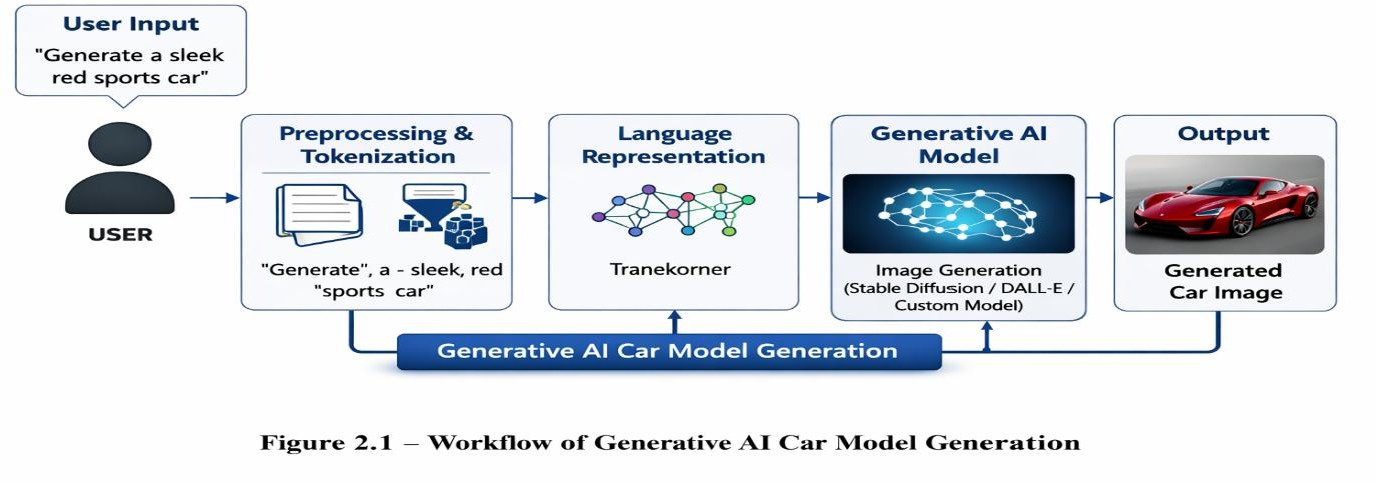 User Input
"Generate a sleek
red sports car"
USER
Preprocessing &
Tokenization
"Generate", a - sleek, red
"sports car"
Language
Representation
Tranekorner
Generative AI
Model
Image Generation
(Stable Diffusion / DALL-E /
Custom Model)
Output
Generated
Car Image
Generative AI Car Model Generation
Figure 2.1 – Workflow of Generative AI Car Model Generation